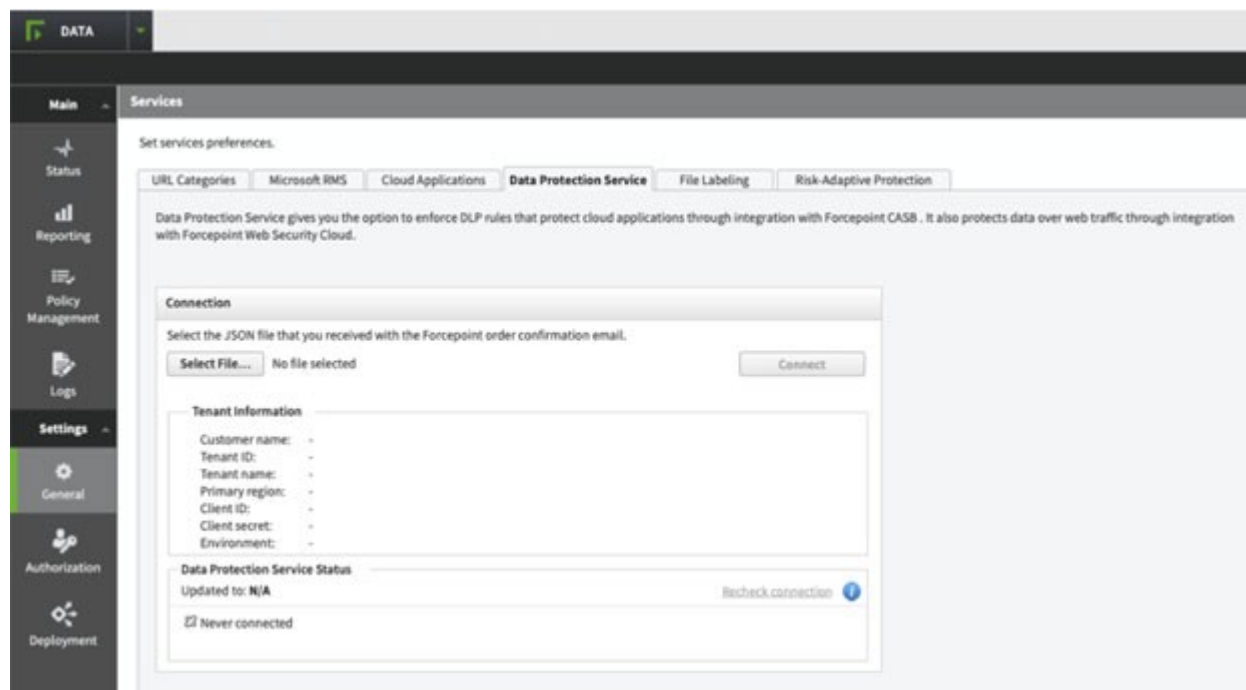 DATA
Main
Status
Reporting
Policy
Management
Logs
Settings
General
Authorization
Deployment
Services
Set services preferences.
URL Categories
Microsoft RMS
Cloud Applications
Data Protection Service
File Labeling
Risk-Adaptive Protection
Data Protection Service gives you the option to enforce DLP rules that protect cloud applications through integration with Forcepoint CASB . It also protects data over web traffic through integration
with Forcepoint Web Security Cloud.
Connection
Select the JSON file that you received with the Forcepoint order confirmation email.
Select File... No file selected Connect
Tenant Information
Customer name: -
Tenant ID: -
Tenant name: -
Primary region: -
Client ID: -
Client secret: -
Environment: -
Data Protection Service Status
Updated to: N/A Recheck connection
Never connected